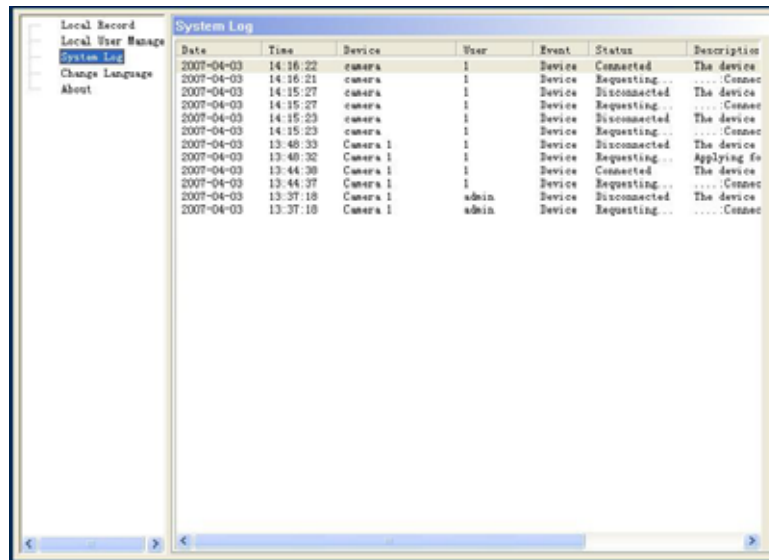 Local Record
Local User Manage
System Log
Change Language
About
System Log
Date Time Device User Event Status Description
2007-04-03 14:16:22 camera 1 Device Connected The device
2007-04-03 14:16:21 camera 1 Device Requesting... ....:Connec
2007-04-03 14:15:27 camera 1 Device Disconnected The device
2007-04-03 14:15:27 camera 1 Device Requesting... ....:Connec
2007-04-03 14:15:23 camera 1 Device Disconnected The device
2007-04-03 14:15:23 camera 1 Device Requesting... ....:Connec
2007-04-03 13:48:33 Camera 1 1 Device Disconnected The device
2007-04-03 13:48:32 Camera 1 1 Device Requesting... Applying fo
2007-04-03 13:44:38 Camera 1 1 Device Connected The device
2007-04-03 13:44:37 Camera 1 1 Device Requesting... ....:Connec
2007-04-03 13:37:18 Camera 1 admin Device Disconnected The device
2007-04-03 13:37:18 Camera 1 admin Device Requesting... ....:Connec